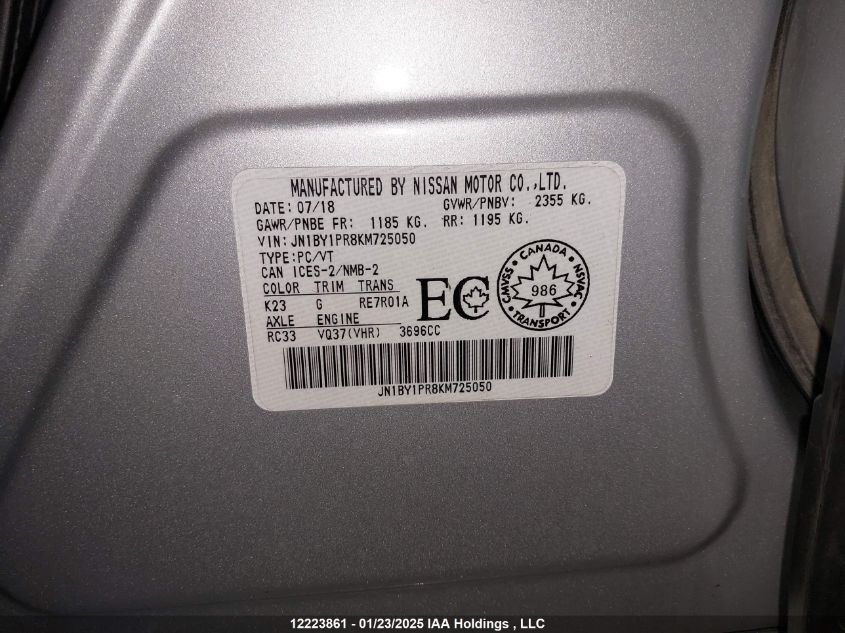 MANUFACTURED BY NISSAN MOTOR CO.,LTD.
DATE: 07/18 GVWR/PNBV: 2355 KG.
GAWR/PNBE FR: 1185 KG. RR: 1195 KG.
VIN: JN1BY1PR8KM725050
TYPE:PC/VT
CAN ICES-2/NMB-2
COLOR TRIM TRANS
K23 G RE7R01A
AXLE ENGINE
RC33 VQ37(VHR) 3696CC
EC
CANADA
CMVSS
NSVAC
986
TRANSPORT
JN1BY1PR8KM725050
12223861 - 01/23/2025 IAA Holdings , LLC